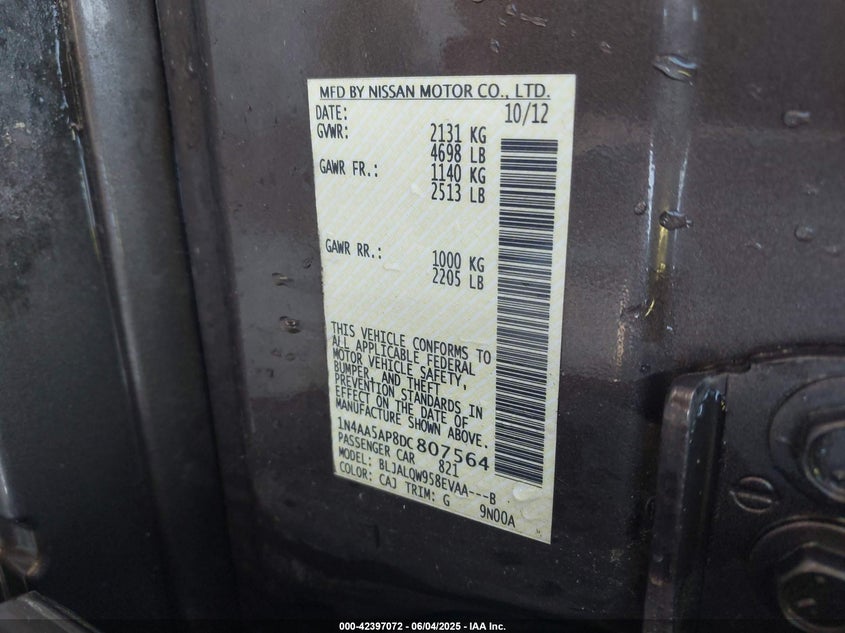 MFD BY NISSAN MOTOR CO., LTD.
DATE: 10/12
GVWR: 2131 KG
4698 LB
GAWR FR.: 1140 KG
2513 LB
GAWR RR.: 1000 KG
2205 LB
THIS VEHICLE CONFORMS TO
ALL APPLICABLE FEDERAL
MOTOR VEHICLE SAFETY,
BUMPER, AND THEFT
PREVENTION STANDARDS IN
EFFECT ON THE DATE OF
MANUFACTURE SHOWN ABOVE.
1N4AA5AP8DC807564
PASSENGER CAR 821
MODEL: BLJALQW958EVAA---B
COLOR: CAJ TRIM: G 9N00A
000-42397072 - 06/04/2025 - IAA Inc.